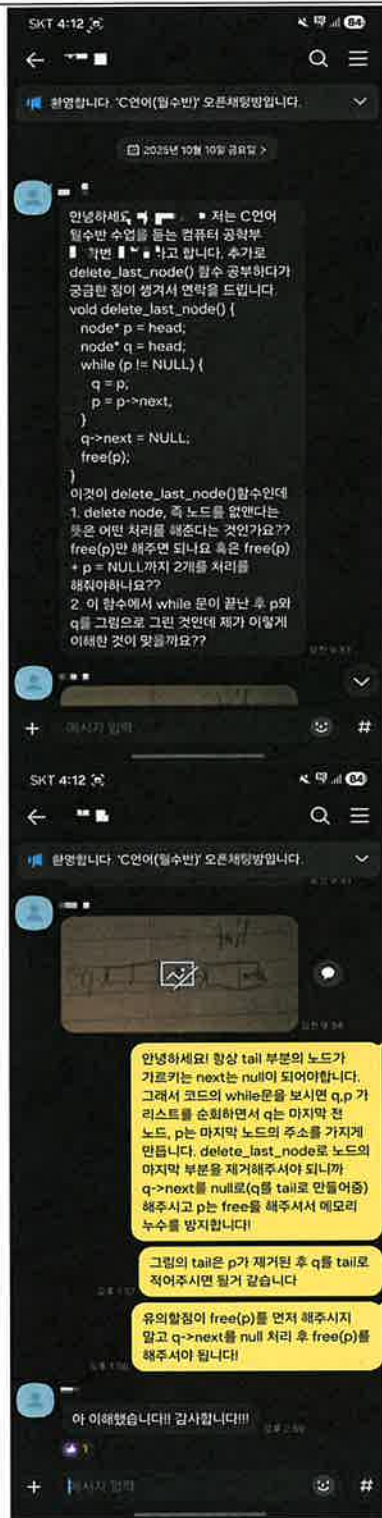 SKT 4:12
64
환영합니다. 'C언어(월수반)' 오픈채팅방입니다.
2025년 10월 10일 금요일 >
안녕하세요 저는 C언어
월수반 수업을 듣는 컴퓨터 공학부
학번 라고 합니다. 추가로
delete_last_node() 함수 공부하다가
궁금한 점이 생겨서 연락을 드립니다
void delete_last_node() {
node* p = head;
node* q = head;
while (p != NULL) {
q = p;
p = p->next;
}
q->next = NULL;
free(p);
}
이것이 delete_last_node()함수인데
1. delete node, 즉 노드를 없앤다는
뜻은 어떤 처리를 해준다는 것인가요??
free(p)만 해주면 되나요 혹은 free(p)
+ p = NULL까지 2개를 처리를
해줘야하나요??
2. 이 함수에서 while 문이 끝난 후 p와
q를 그림으로 그린 것인데 제가 이렇게
이해한 것이 맞을까요??
메시지 입력
#
SKT 4:12
64
환영합니다. 'C언어(월수반)' 오픈채팅방입니다.
tail
안녕하세요! 항상 tail 부분의 노드가
가르키는 next는 null이 되어야합니다.
그래서 코드의 while문을 보시면 q,p 가
리스트를 순회하면서 q는 마지막 전
노드, p는 마지막 노드의 주소를 가지게
만듭니다. delete_last_node로 노드의
마지막 부분을 제거해주셔야 되니까
q->next를 null로(q를 tail로 만들어줌)
해주시고 p는 free을 해주셔서 메모리
누수를 방지합니다!
그림의 tail은 p가 제거된 후 q를 tail로
적어주시면 될거 같습니다
유의할점이 free(p)를 먼저 해주시지
말고 q->next를 null 처리 후 free(p)를
해주셔야 됩니다!
아 이해했습니다!! 감사합니다!!!
1
메시지 입력
#